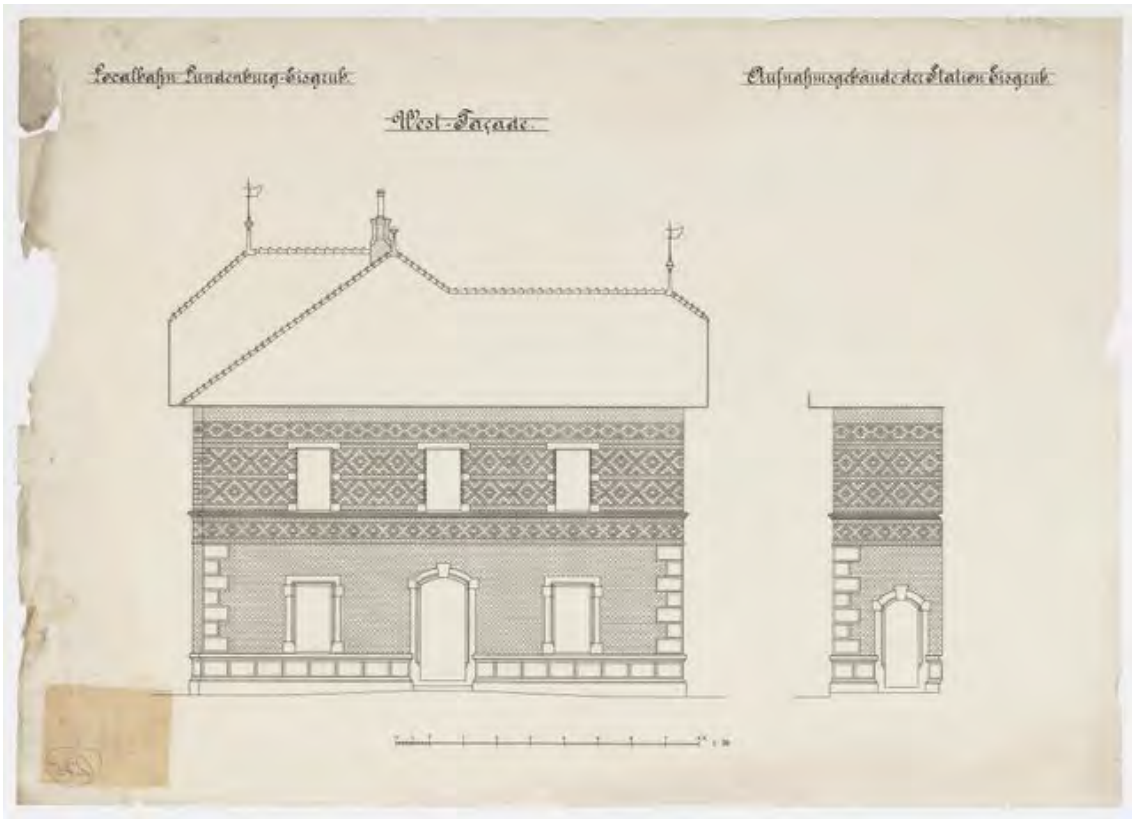 Localbahn Lundenburg-Eisgrub.
Aufnahmsgebäude der Station Eisgrub.
West-Façade.